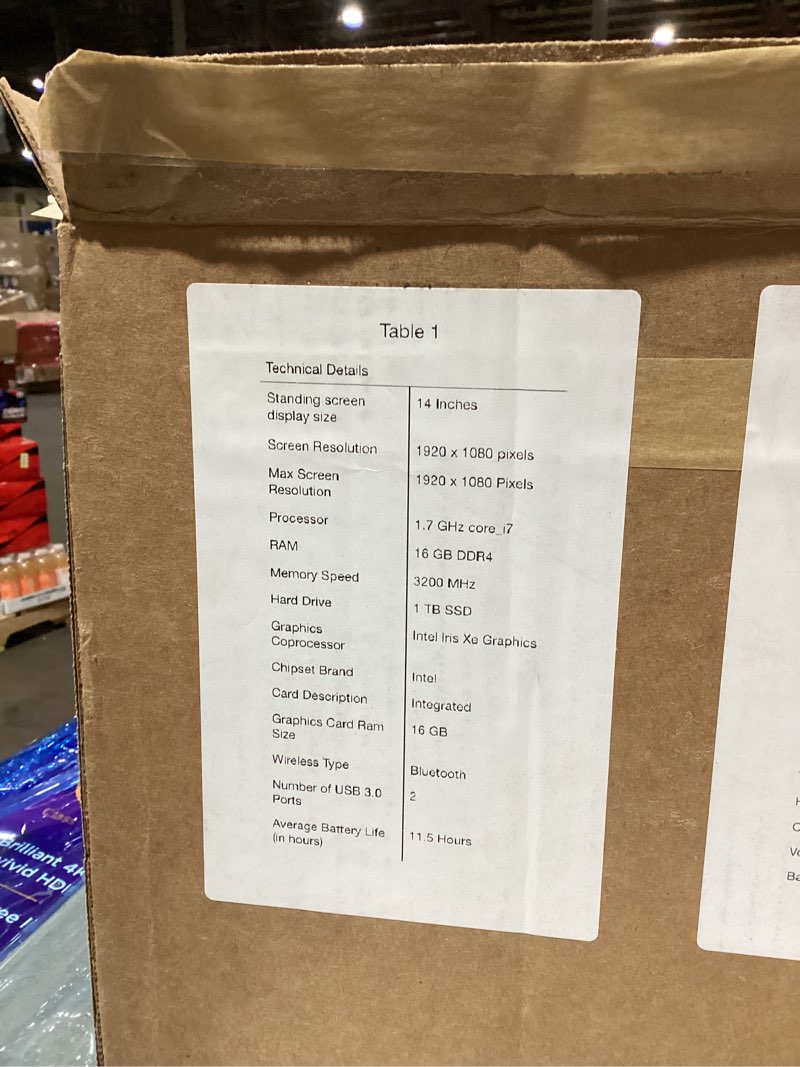 Table 1
Technical Details
Standing screen display size 14 Inches
Screen Resolution 1920 x 1080 pixels
Max Screen Resolution 1920 x 1080 Pixels
Processor 1.7 GHz core_i7
RAM 16 GB DDR4
Memory Speed 3200 MHz
Hard Drive 1 TB SSD
Graphics Coprocessor Intel Iris Xe Graphics
Chipset Brand Intel
Card Description Integrated
Graphics Card Ram Size 16 GB
Wireless Type Bluetooth
Number of USB 3.0 Ports 2
Average Battery Life (in hours) 11.5 Hours
Brilliant 4K
vivid HD